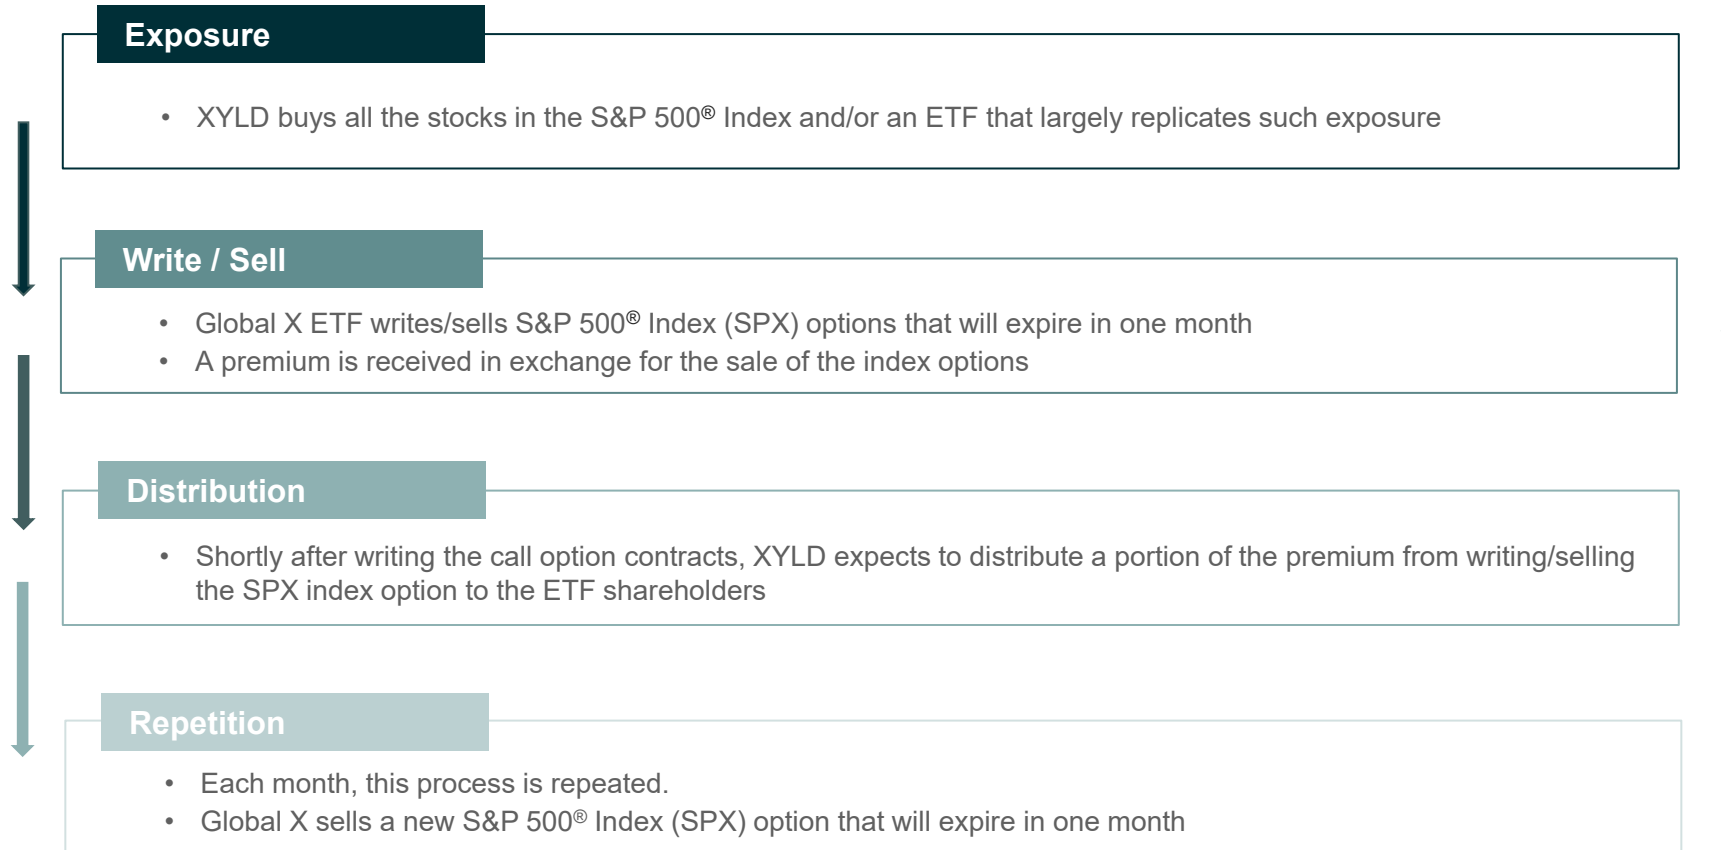 Exposure
• XYLD buys all the stocks in the S&P 500® Index and/or an ETF that largely replicates such exposure
Write / Sell
• Global X ETF writes/sells S&P 500® Index (SPX) options that will expire in one month
• A premium is received in exchange for the sale of the index options
Distribution
• Shortly after writing the call option contracts, XYLD expects to distribute a portion of the premium from writing/selling
the SPX index option to the ETF shareholders
Repetition
• Each month, this process is repeated.
• Global X sells a new S&P 500® Index (SPX) option that will expire in one month